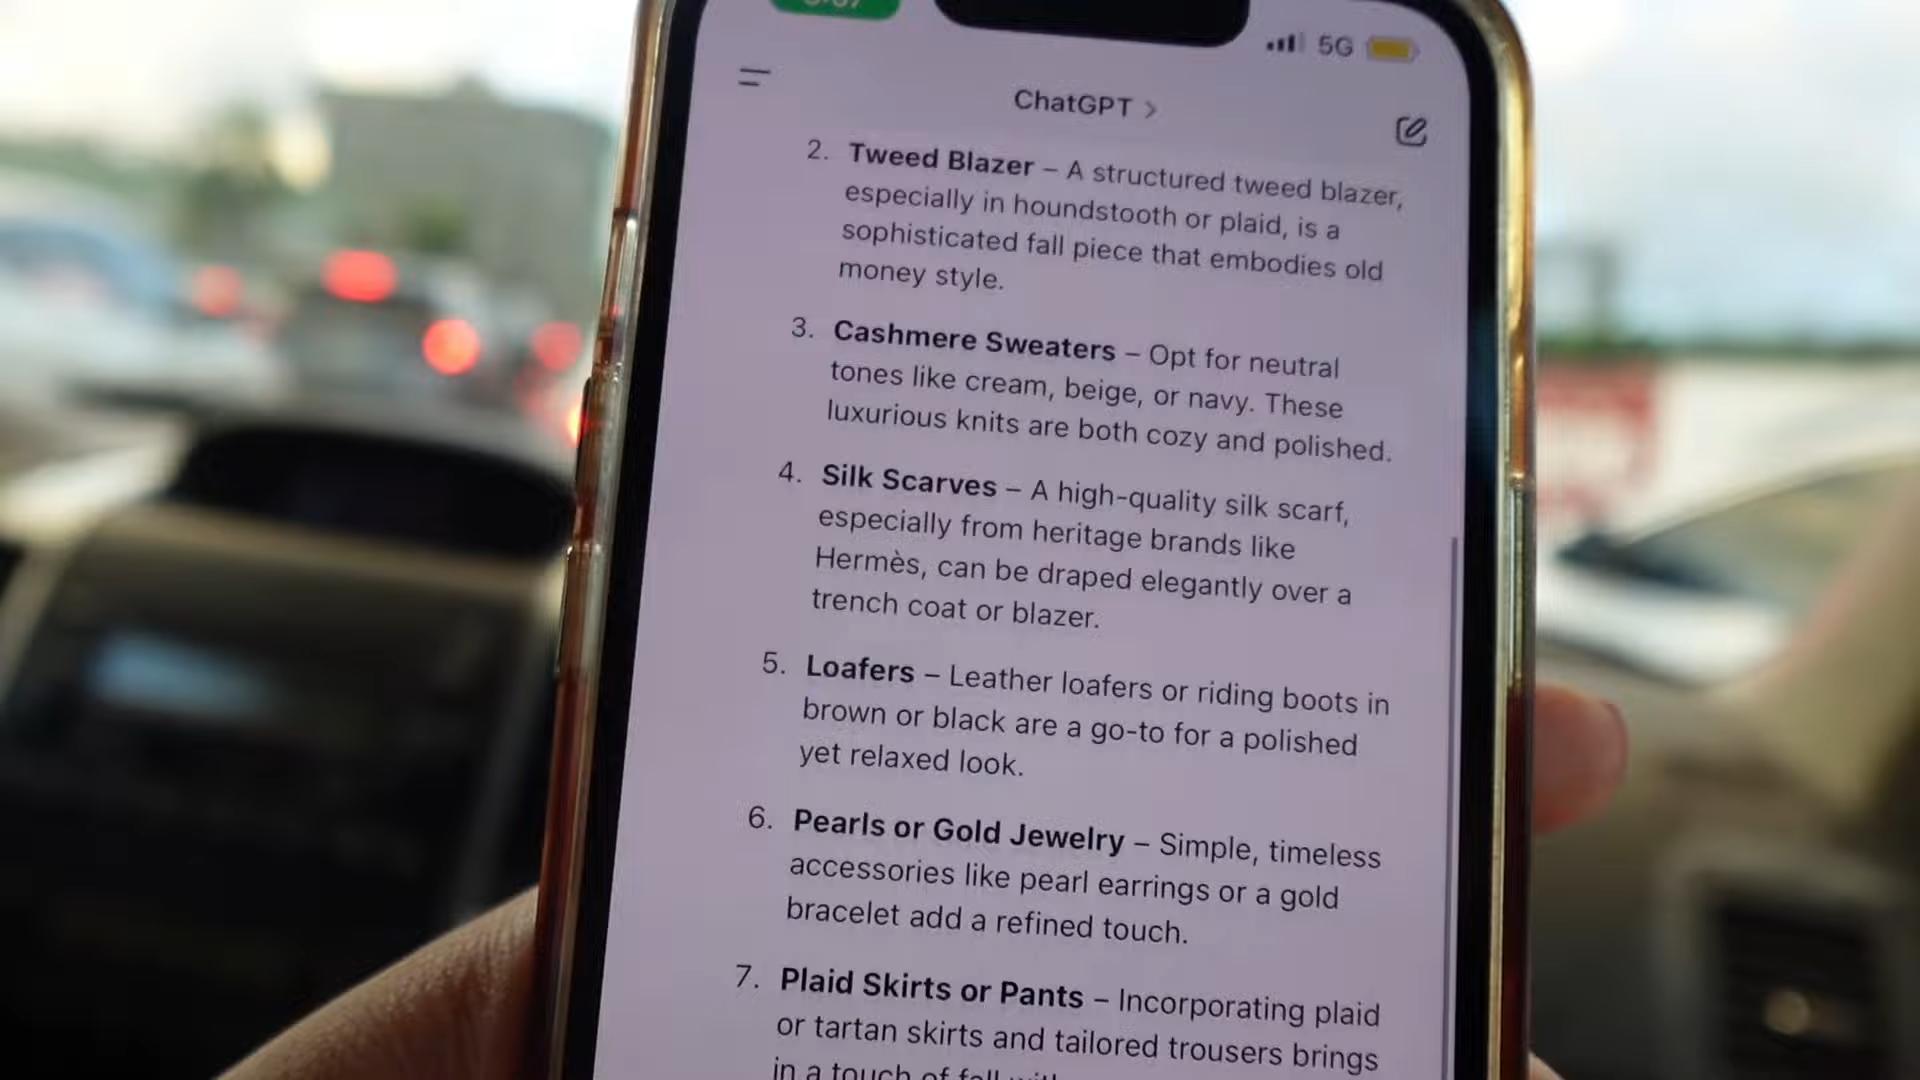 5G
ChatGPT >
2. Tweed Blazer – A structured tweed blazer,
especially in houndstooth or plaid, is a
sophisticated fall piece that embodies old
money style.
3. Cashmere Sweaters – Opt for neutral
tones like cream, beige, or navy. These
luxurious knits are both cozy and polished.
4. Silk Scarves – A high-quality silk scarf,
especially from heritage brands like
Hermès, can be draped elegantly over a
trench coat or blazer.
5. Loafers – Leather loafers or riding boots in
brown or black are a go-to for a polished
yet relaxed look.
6. Pearls or Gold Jewelry – Simple, timeless
accessories like pearl earrings or a gold
bracelet add a refined touch.
7. Plaid Skirts or Pants – Incorporating plaid
or tartan skirts and tailored trousers brings
in a touch of fall